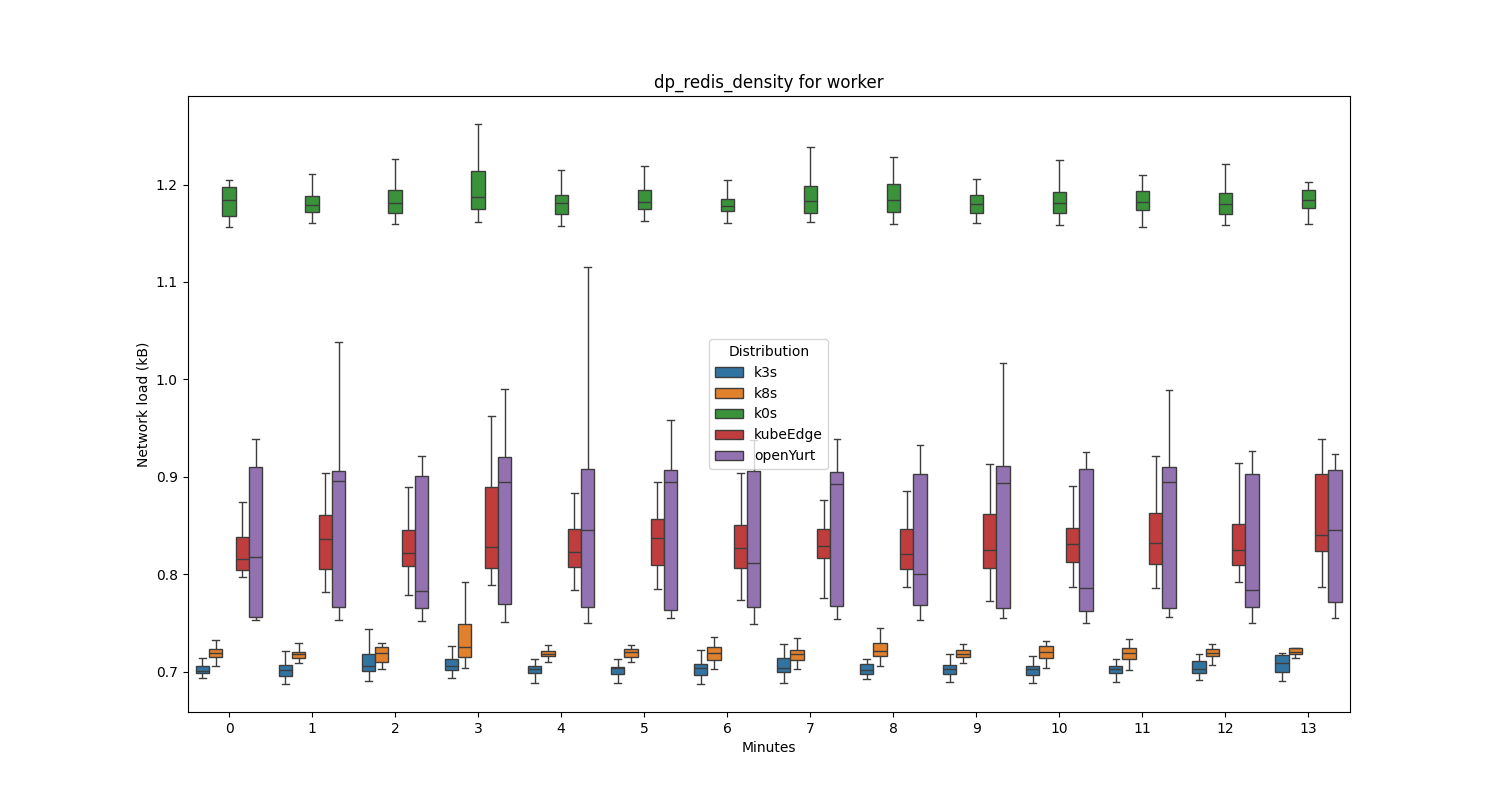 dp_redis_density for worker
Network load (kB)
1.2
1.1
1.0
0.9
0.8
0.7
Distribution
k3s
k8s
k0s
kubeEdge
openYurt
0 1 2 3 4 5 6 7 8 9 10 11 12 13
Minutes